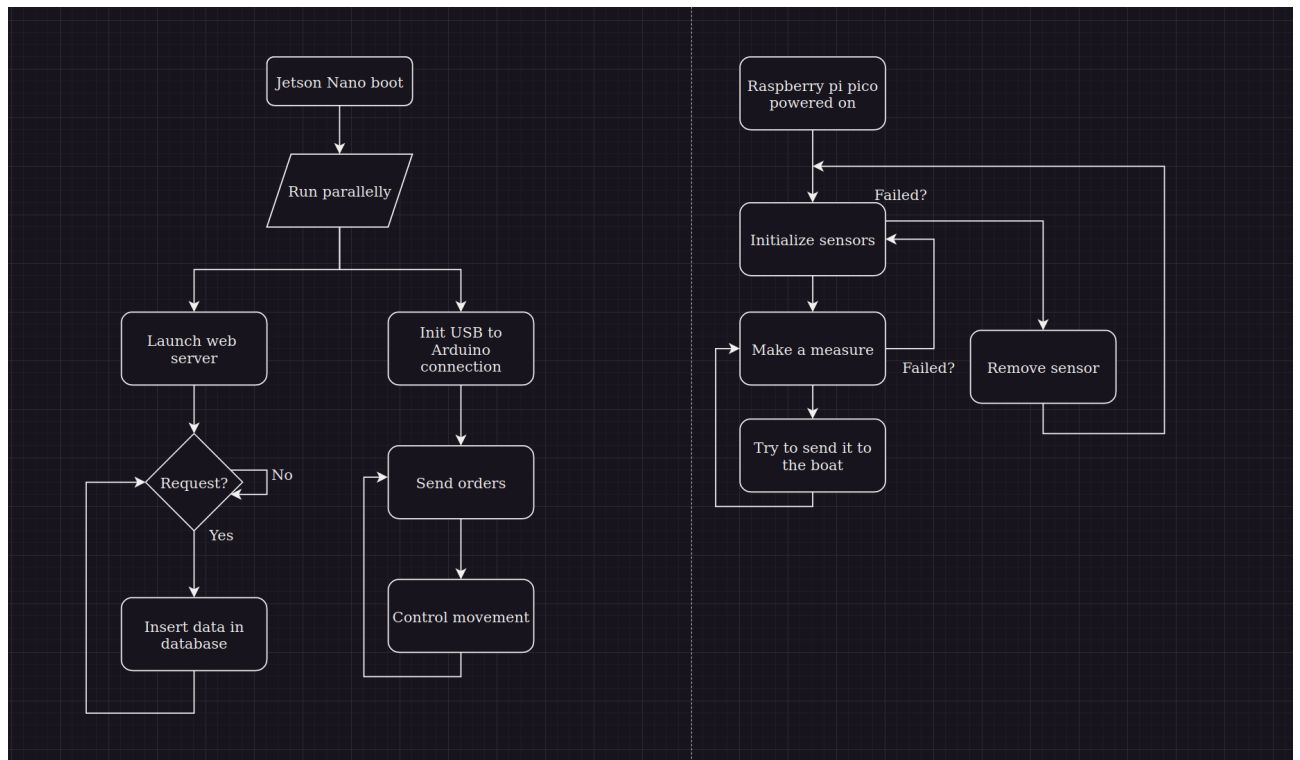 Jetson Nano boot
Run parallelly
Launch web
server
Init USB to
Arduino
connection
Request?
No
Yes
Send orders
Insert data in
database
Control movement
Raspberry pi pico
powered on
Failed?
Initialize sensors
Make a measure
Failed?
Remove sensor
Try to send it to
the boat